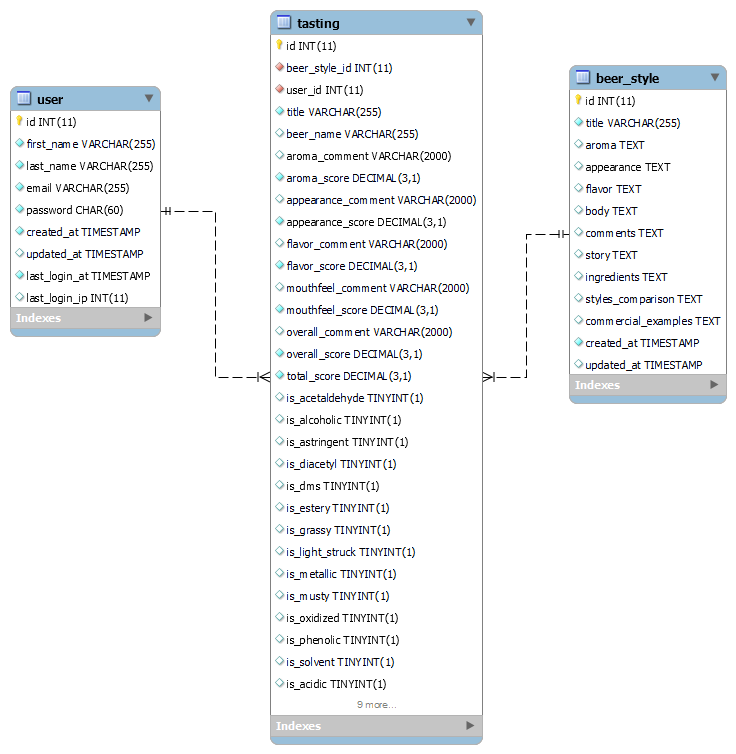 user
id INT(11)
first_name VARCHAR(255)
last_name VARCHAR(255)
email VARCHAR(255)
password CHAR(60)
created_at TIMESTAMP
updated_at TIMESTAMP
last_login_at TIMESTAMP
last_login_ip INT(11)
Indexes
tasting
id INT(11)
beer_style_id INT(11)
user_id INT(11)
title VARCHAR(255)
beer_name VARCHAR(255)
aroma_comment VARCHAR(2000)
aroma_score DECIMAL(3,1)
appearance_comment VARCHAR(2000)
appearance_score DECIMAL(3,1)
flavor_comment VARCHAR(2000)
flavor_score DECIMAL(3,1)
mouthfeel_comment VARCHAR(2000)
mouthfeel_score DECIMAL(3,1)
overall_comment VARCHAR(2000)
overall_score DECIMAL(3,1)
total_score DECIMAL(3,1)
is_acetaldehyde TINYINT(1)
is_alcoholic TINYINT(1)
is_astringent TINYINT(1)
is_diacetyl TINYINT(1)
is_dms TINYINT(1)
is_estery TINYINT(1)
is_grassy TINYINT(1)
is_light_struck TINYINT(1)
is_metallic TINYINT(1)
is_musty TINYINT(1)
is_oxidized TINYINT(1)
is_phenolic TINYINT(1)
is_solvent TINYINT(1)
is_acidic TINYINT(1)
9 more...
Indexes
beer_style
id INT(11)
title VARCHAR(255)
aroma TEXT
appearance TEXT
flavor TEXT
body TEXT
comments TEXT
story TEXT
ingredients TEXT
styles_comparison TEXT
commercial_examples TEXT
created_at TIMESTAMP
updated_at TIMESTAMP
Indexes